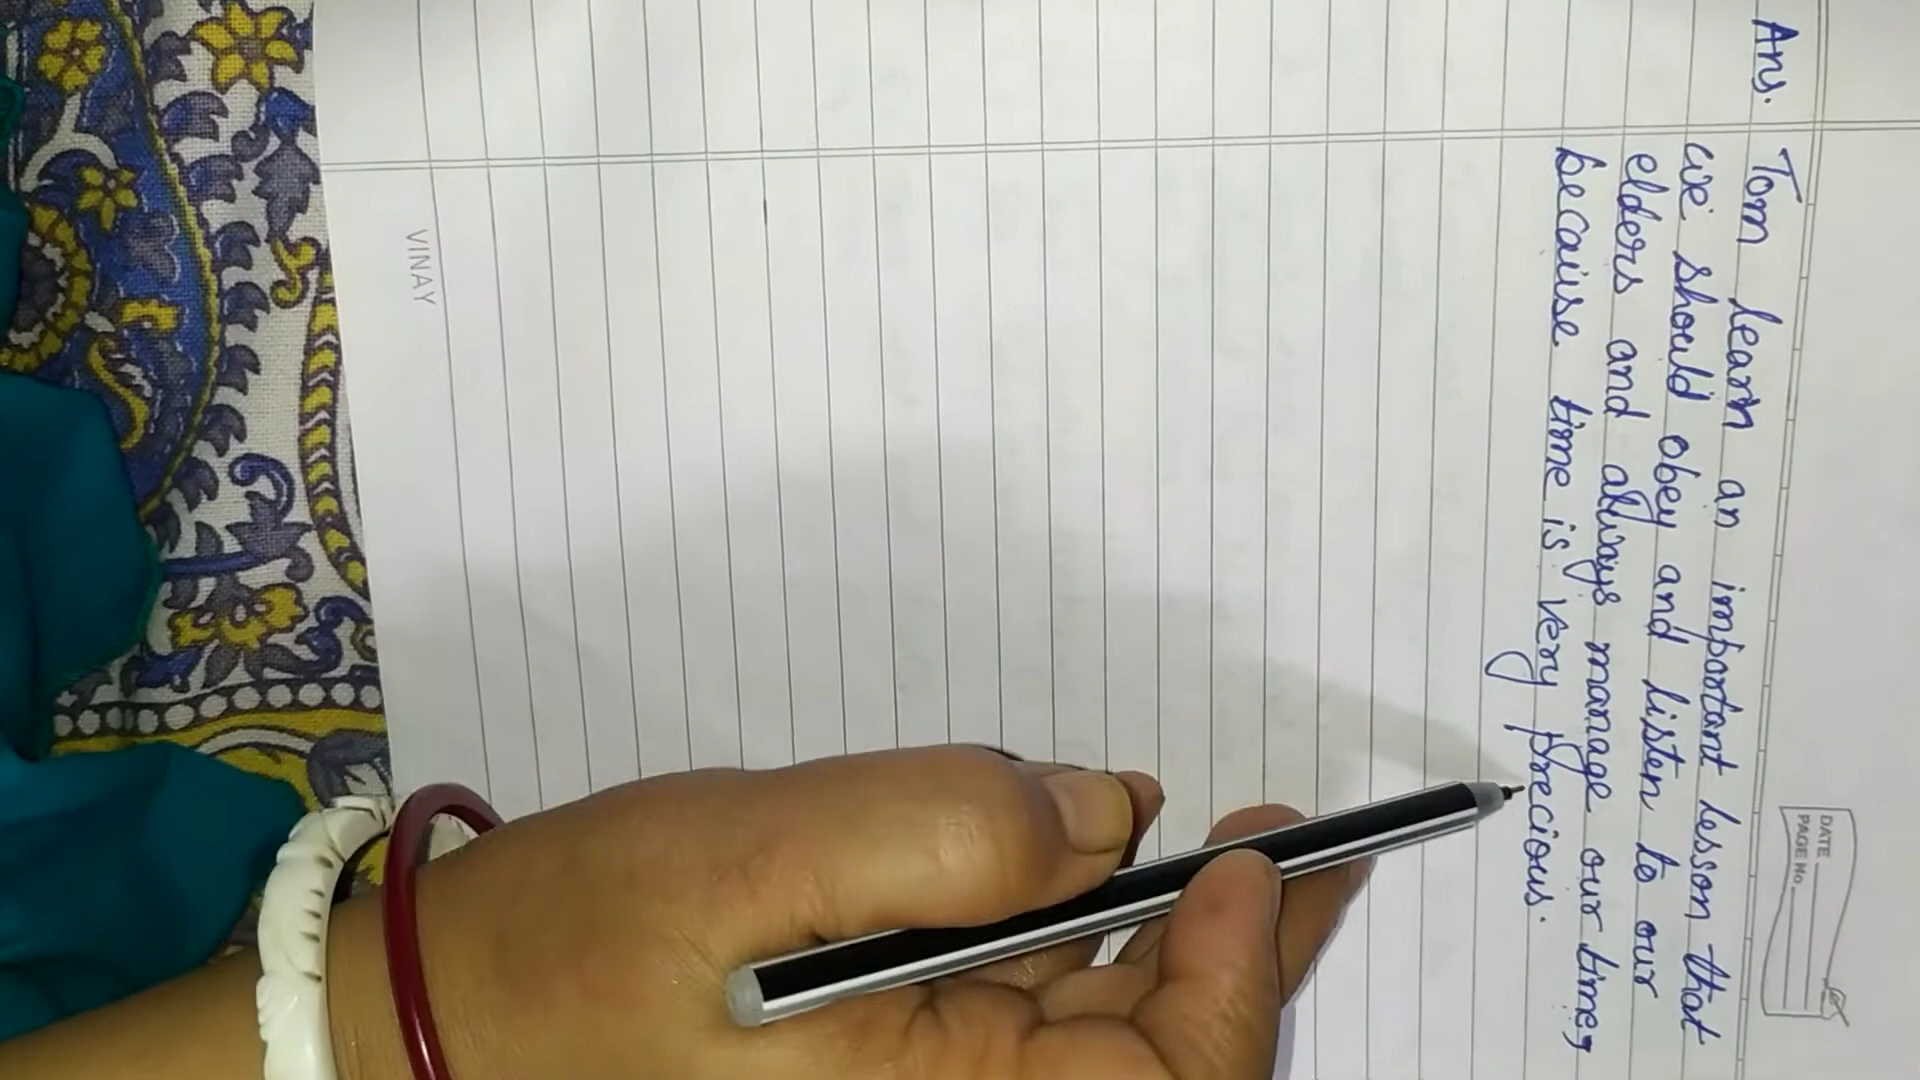 DATE
PAGE No.
Ans. Tom learn an important lesson that
we should obey and listen to our
elders and always manage our time,
because time is very precious.
VINAY